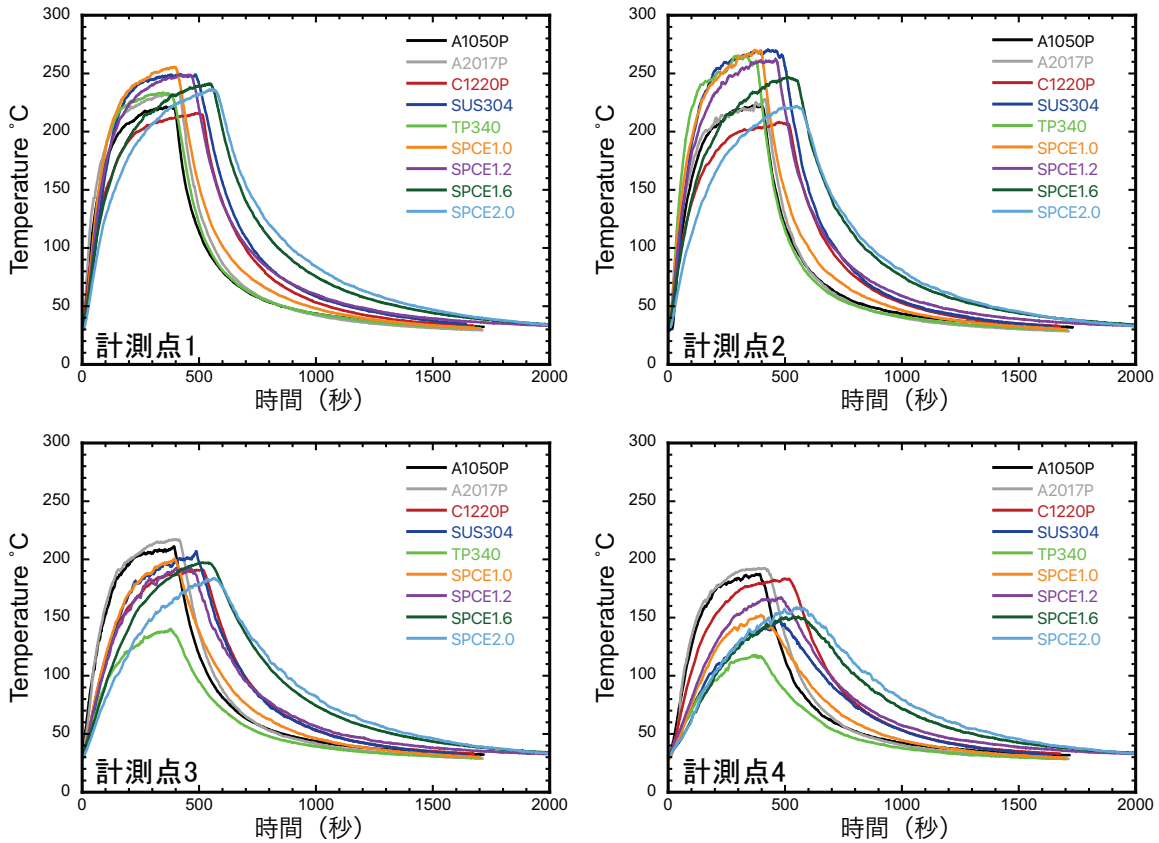 300
250
200
150
100
50
0
Temperature ˚C
A1050P
A2017P
C1220P
SUS304
TP340
SPCE1.0
SPCE1.2
SPCE1.6
SPCE2.0
計測点1
0 500 1000 1500 2000
時間（秒）
300
250
200
150
100
50
0
Temperature ˚C
A1050P
A2017P
C1220P
SUS304
TP340
SPCE1.0
SPCE1.2
SPCE1.6
SPCE2.0
計測点2
0 500 1000 1500 2000
時間（秒）
300
250
200
150
100
50
0
Temperature ˚C
A1050P
A2017P
C1220P
SUS304
TP340
SPCE1.0
SPCE1.2
SPCE1.6
SPCE2.0
計測点3
0 500 1000 1500 2000
時間（秒）
300
250
200
150
100
50
0
Temperature ˚C
A1050P
A2017P
C1220P
SUS304
TP340
SPCE1.0
SPCE1.2
SPCE1.6
SPCE2.0
計測点4
0 500 1000 1500 2000
時間（秒）